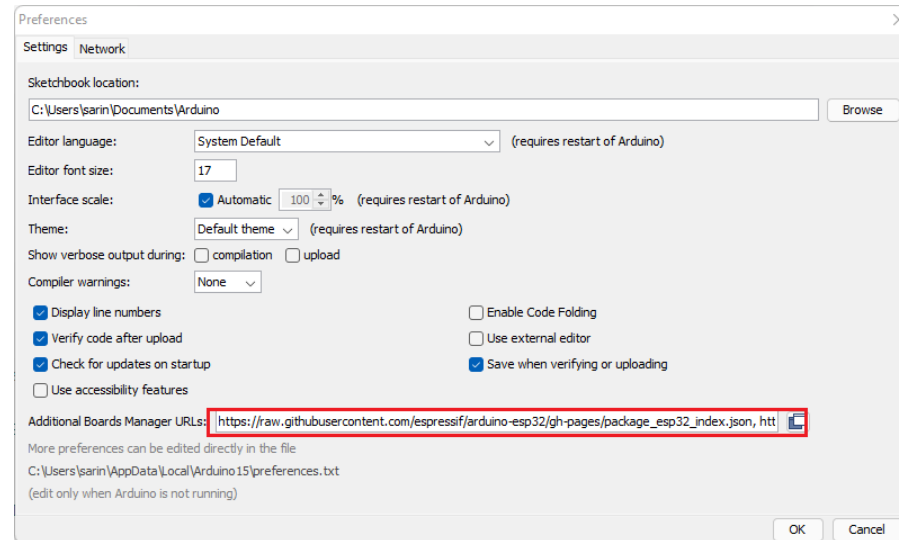 Preferences
Settings Network
Sketchbook location:
C:\Users\sarin\Documents\Arduino Browse
Editor language: System Default (requires restart of Arduino)
Editor font size: 17
Interface scale: Automatic 100 % (requires restart of Arduino)
Theme: Default theme (requires restart of Arduino)
Show verbose output during: compilation upload
Compiler warnings: None
Display line numbers Enable Code Folding
Verify code after upload Use external editor
Check for updates on startup Save when verifying or uploading
Use accessibility features
Additional Boards Manager URLs: https://raw.githubusercontent.com/espressif/arduino-esp32/gh-pages/package_esp32_index.json, htt
More preferences can be edited directly in the file
C:\Users\sarin\AppData\Local\Arduino15\preferences.txt
(edit only when Arduino is not running)
OK Cancel